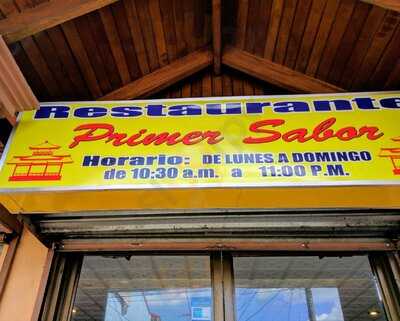 Restaurante
Primer Sabor
Horario: DE LUNES A DOMINGO
de 10:30 a.m. a 11:00 P.M.